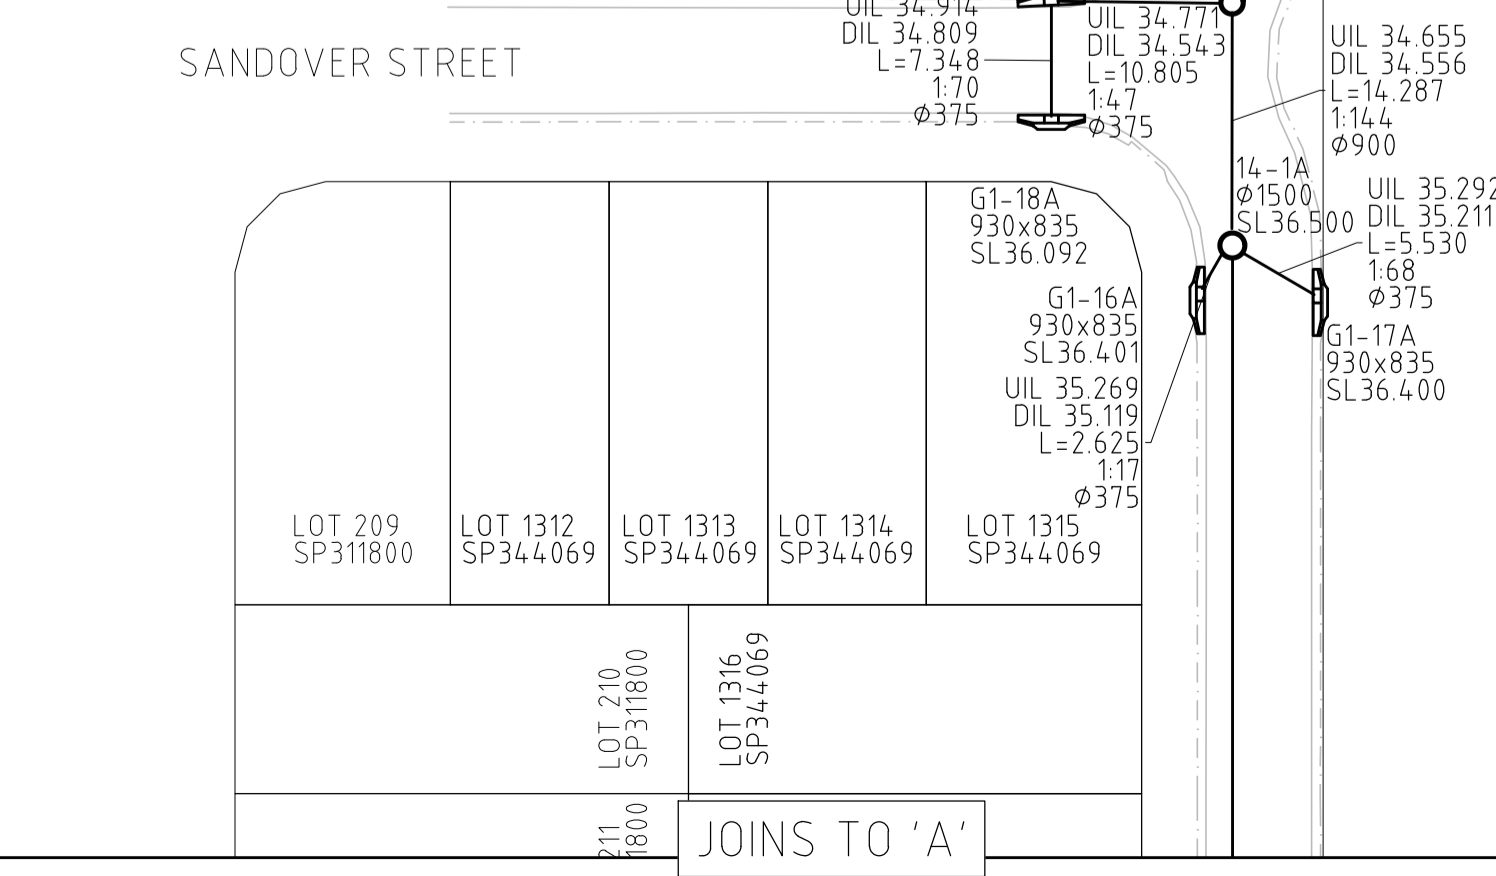 SANDOVER STREET
UIL 34.914
DIL 34.809
L=7.348
1:70
Ø375
UIL 34.771
DIL 34.543
L=10.805
1:47
Ø375
UIL 34.655
DIL 34.556
L=14.287
1:144
Ø900
14-1A
Ø1500
SL36.500
UIL 35.292
DIL 35.211
L=5.530
1:68
Ø375
G1-18A
930x835
SL36.092
G1-16A
930x835
SL36.401
UIL 35.269
DIL 35.119
L=2.625
1:17
Ø375
G1-17A
930x835
SL36.400
LOT 209
SP311800
LOT 1312
SP344069
LOT 1313
SP344069
LOT 1314
SP344069
LOT 1315
SP344069
LOT 210
SP311800
LOT 1316
SP344069
211
1800
JOINS TO 'A'